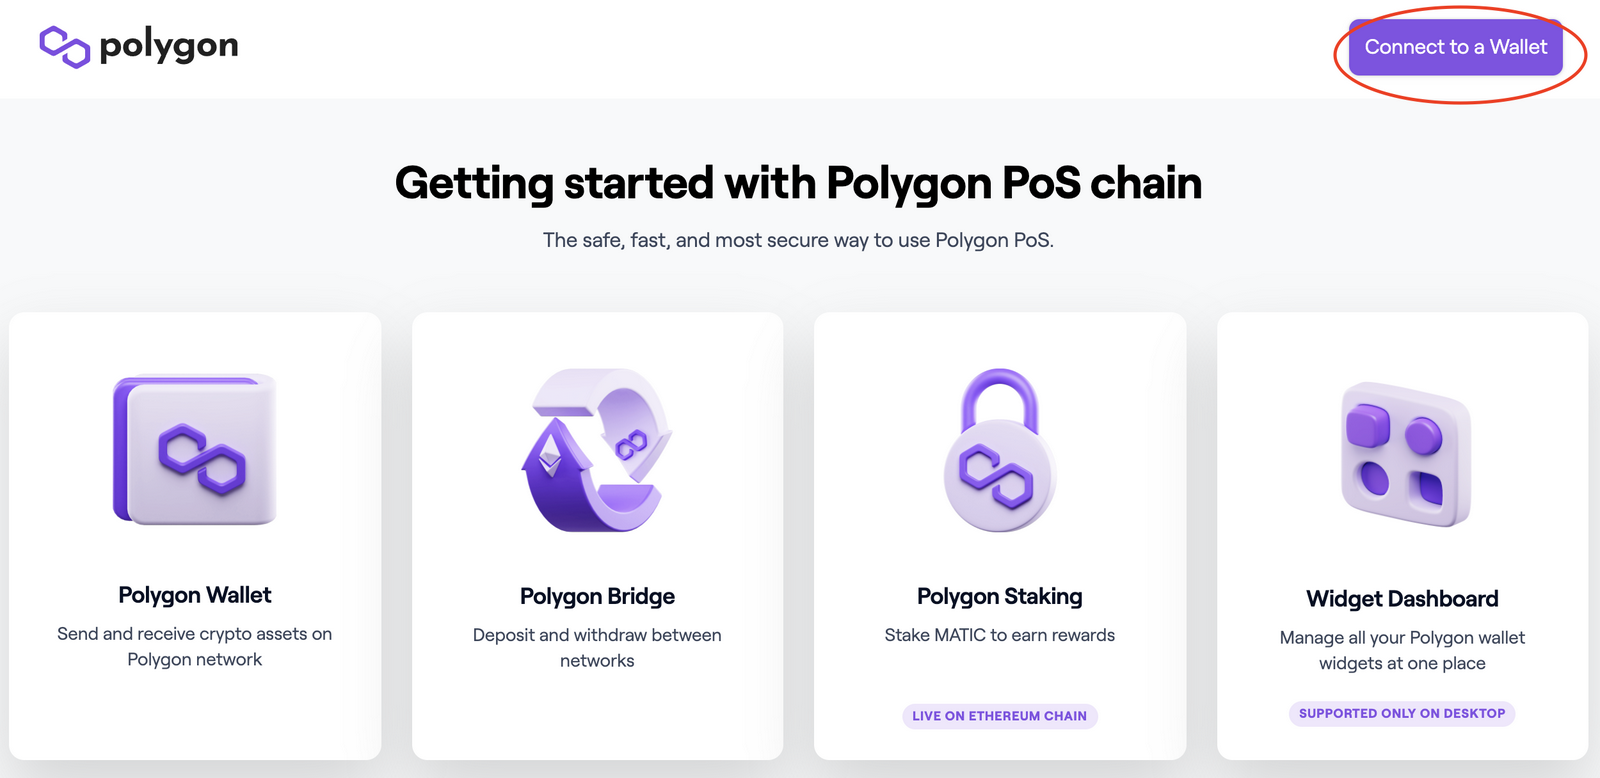 polygon
Connect to a Wallet
Getting started with Polygon PoS chain
The safe, fast, and most secure way to use Polygon PoS.
Polygon Wallet
Send and receive crypto assets on
Polygon network
Polygon Bridge
Deposit and withdraw between
networks
Polygon Staking
Stake MATIC to earn rewards
LIVE ON ETHEREUM CHAIN
Widget Dashboard
Manage all your Polygon wallet
widgets at one place
SUPPORTED ONLY ON DESKTOP